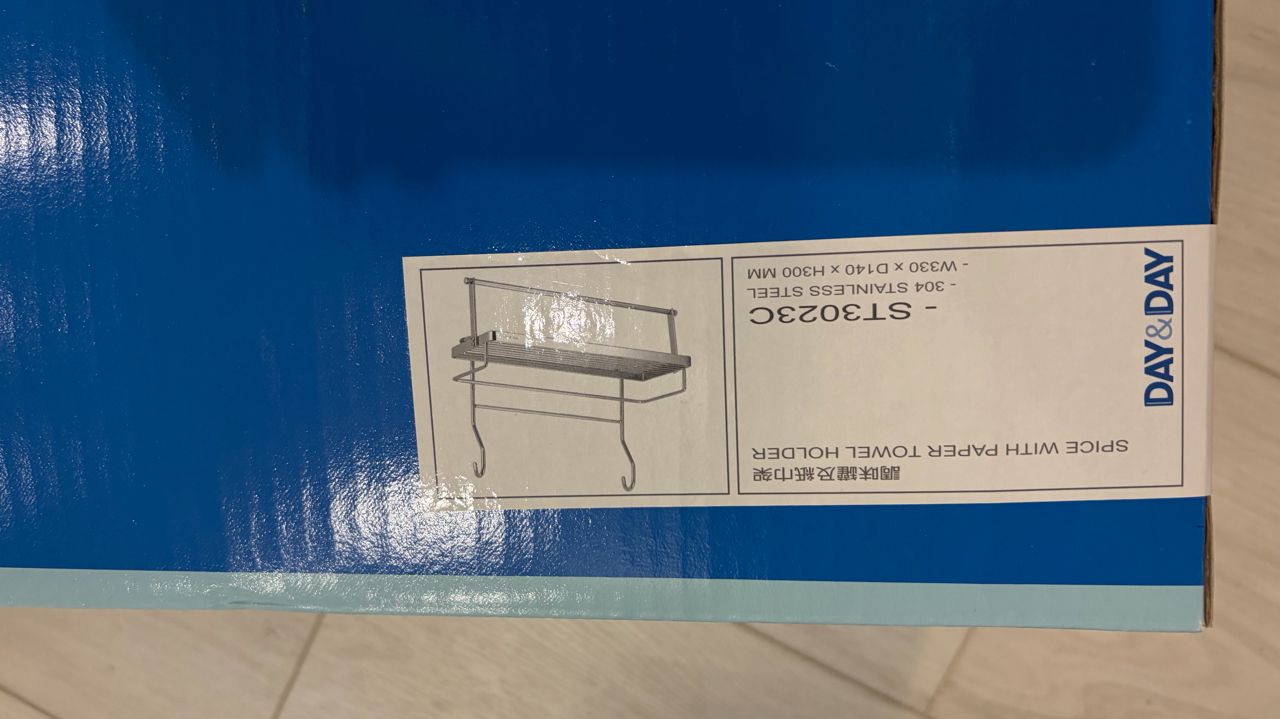 DAY&DAY
調味罐及紙巾架
SPICE WITH PAPER TOWEL HOLDER
- ST3023C
- 304 STAINLESS STEEL
- W330 x D140 x H300 MM